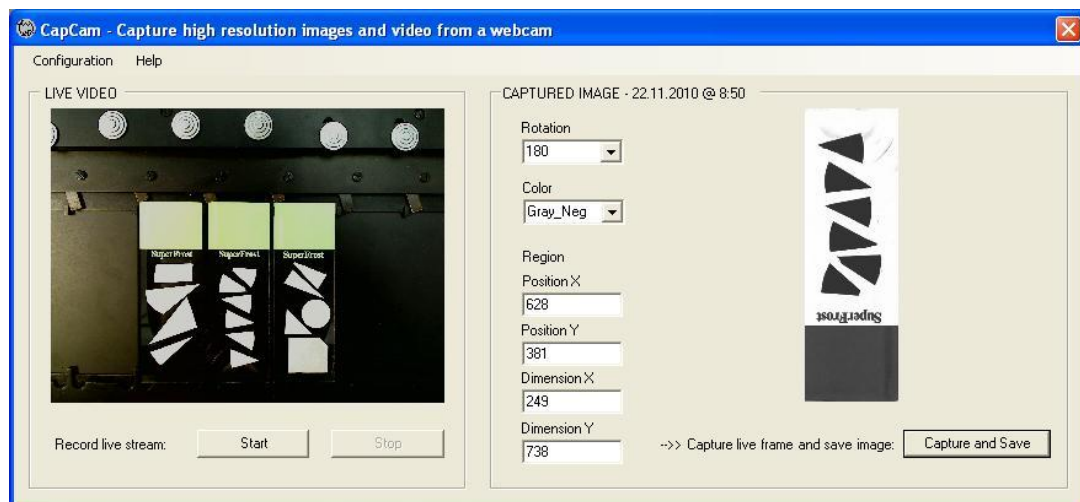 CapCam - Capture high resolution images and video from a webcam
Configuration Help
LIVE VIDEO
SuperFrost SuperFrost SuperFrost
Record live stream: Start Stop
CAPTURED IMAGE - 22.11.2010 @ 8:50
Rotation
180
Color
Gray_Neg
Region
Position X
628
Position Y
381
Dimension X
249
Dimension Y
738
SuperFrost
-->> Capture live frame and save image: Capture and Save